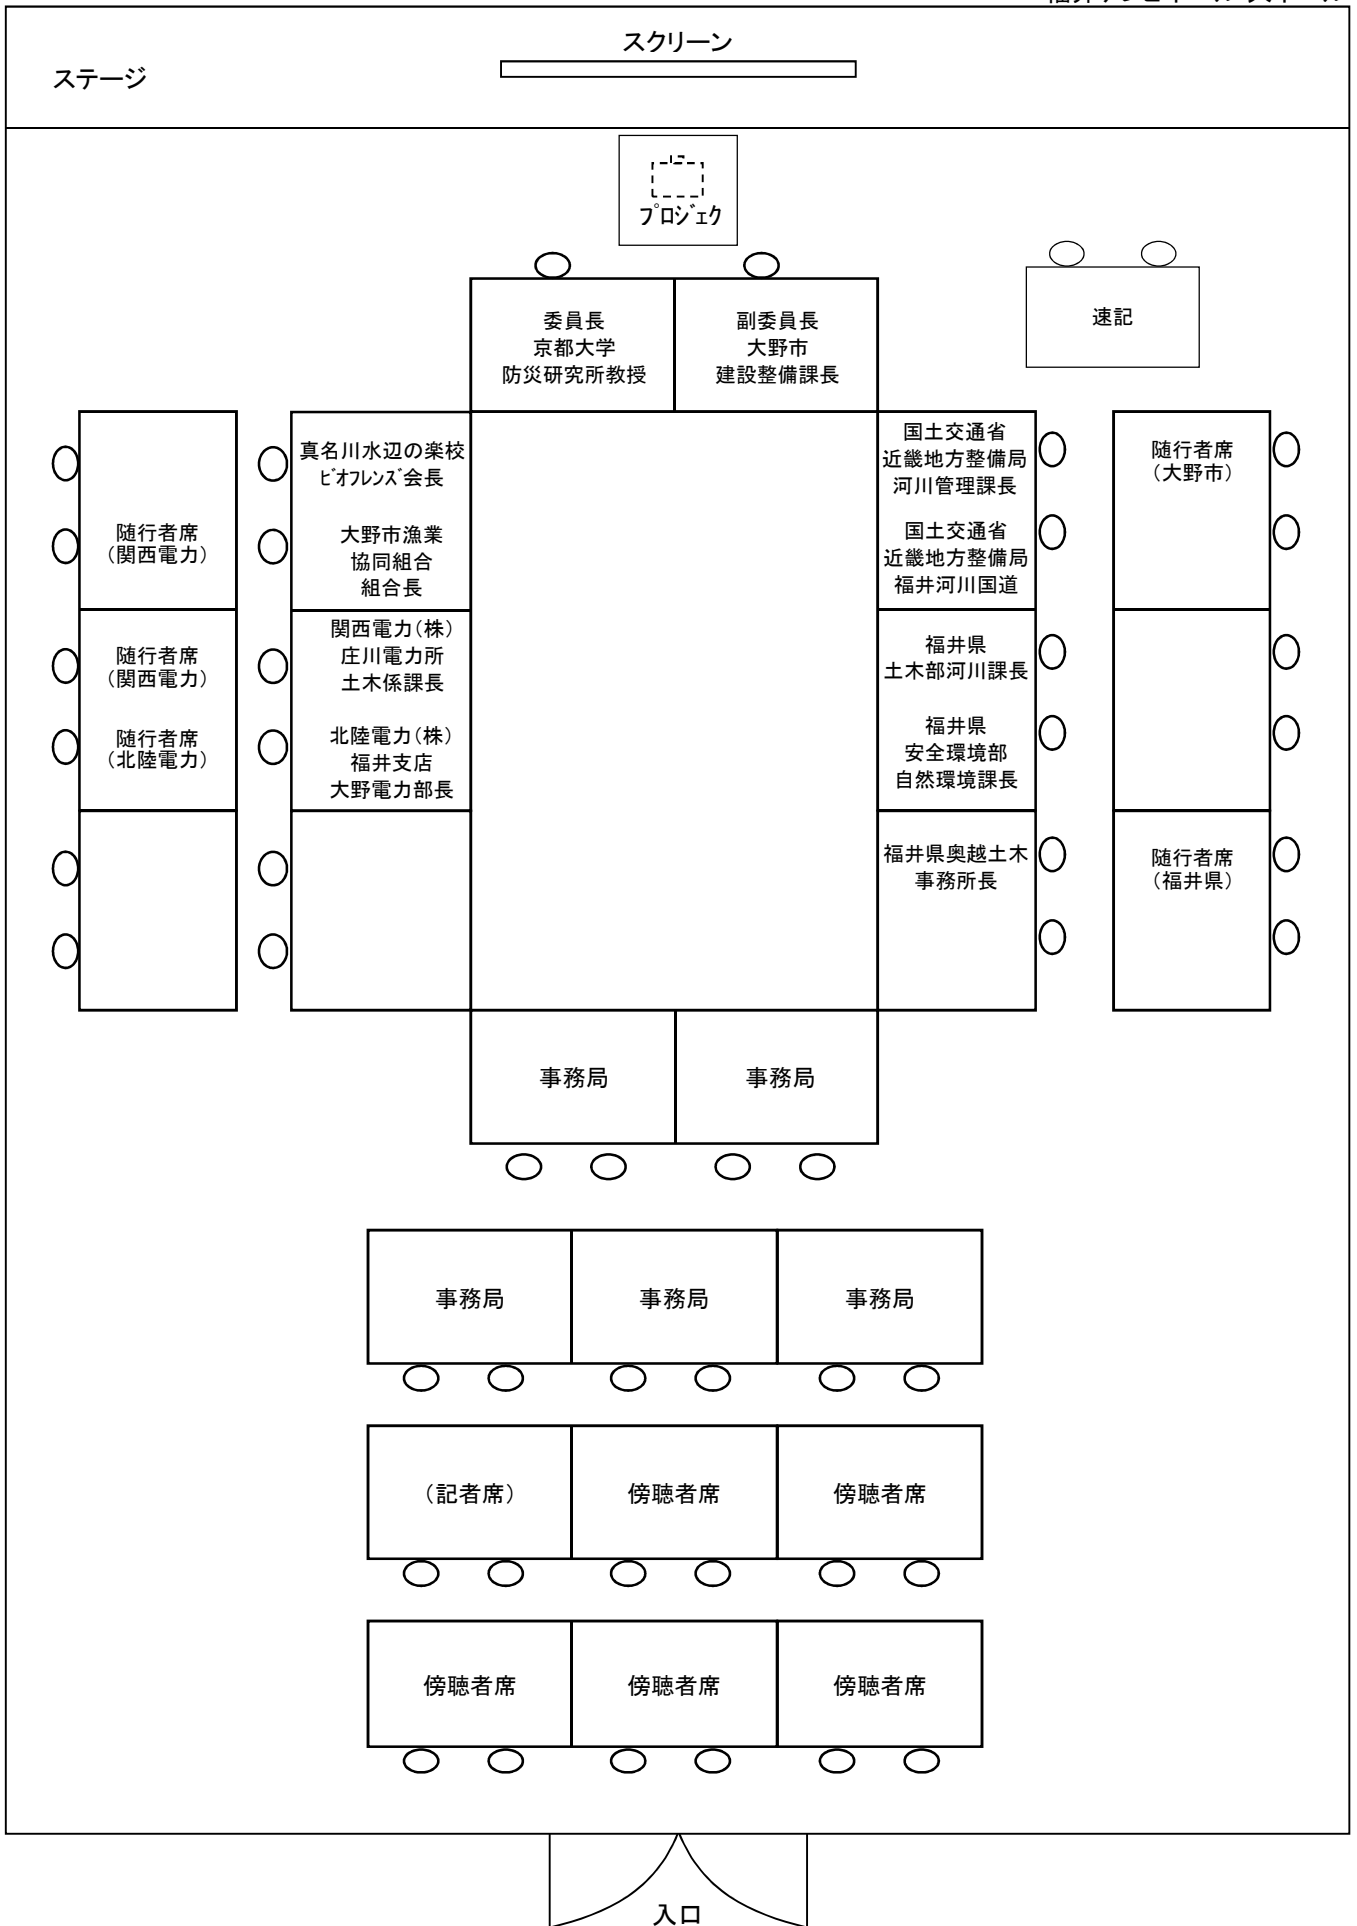 スクリーン
ステージ
プロジェク
委員長
京都大学
防災研究所教授
副委員長
大野市
建設整備課長
速記
随行者席
(関西電力)
随行者席
(関西電力)
随行者席
(北陸電力)
真名川水辺の楽校
ビオフレンズ会長
大野市漁業
協同組合
組合長
関西電力(株)
庄川電力所
土木係課長
北陸電力(株)
福井支店
大野電力部長
国土交通省
近畿地方整備局
河川管理課長
国土交通省
近畿地方整備局
福井河川国道
福井県
土木部河川課長
福井県
安全環境部
自然環境課長
福井県奥越土木
事務所長
随行者席
(大野市)
随行者席
(福井県)
事務局
事務局
事務局
事務局
事務局
(記者席)
傍聴者席
傍聴者席
傍聴者席
傍聴者席
傍聴者席
入口